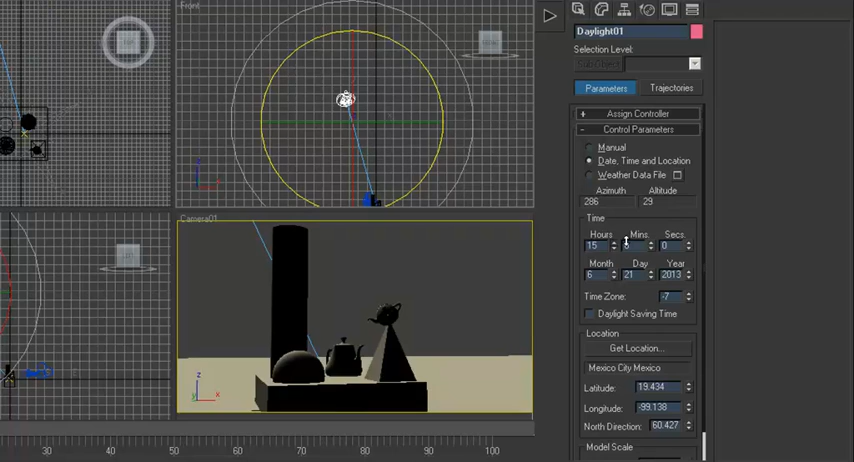 Front
Daylight01
Selection Level:
Parameters
Trajectories
+ Assign Controller
- Control Parameters
Manual
Date, Time and Location
Weather Data File
Azimuth Altitude
286 29
Time
Hours Mins. Secs.
15 0
Month Day Year
6 21 2013
Time Zone: -7
Daylight Saving Time
Location
Get Location...
Mexico City Mexico
Latitude: 19.434
Longitude: -99.138
North Direction: 60.427
Model Scale
Camera01
z
x
y
30 40 50 60 70 80 90 100